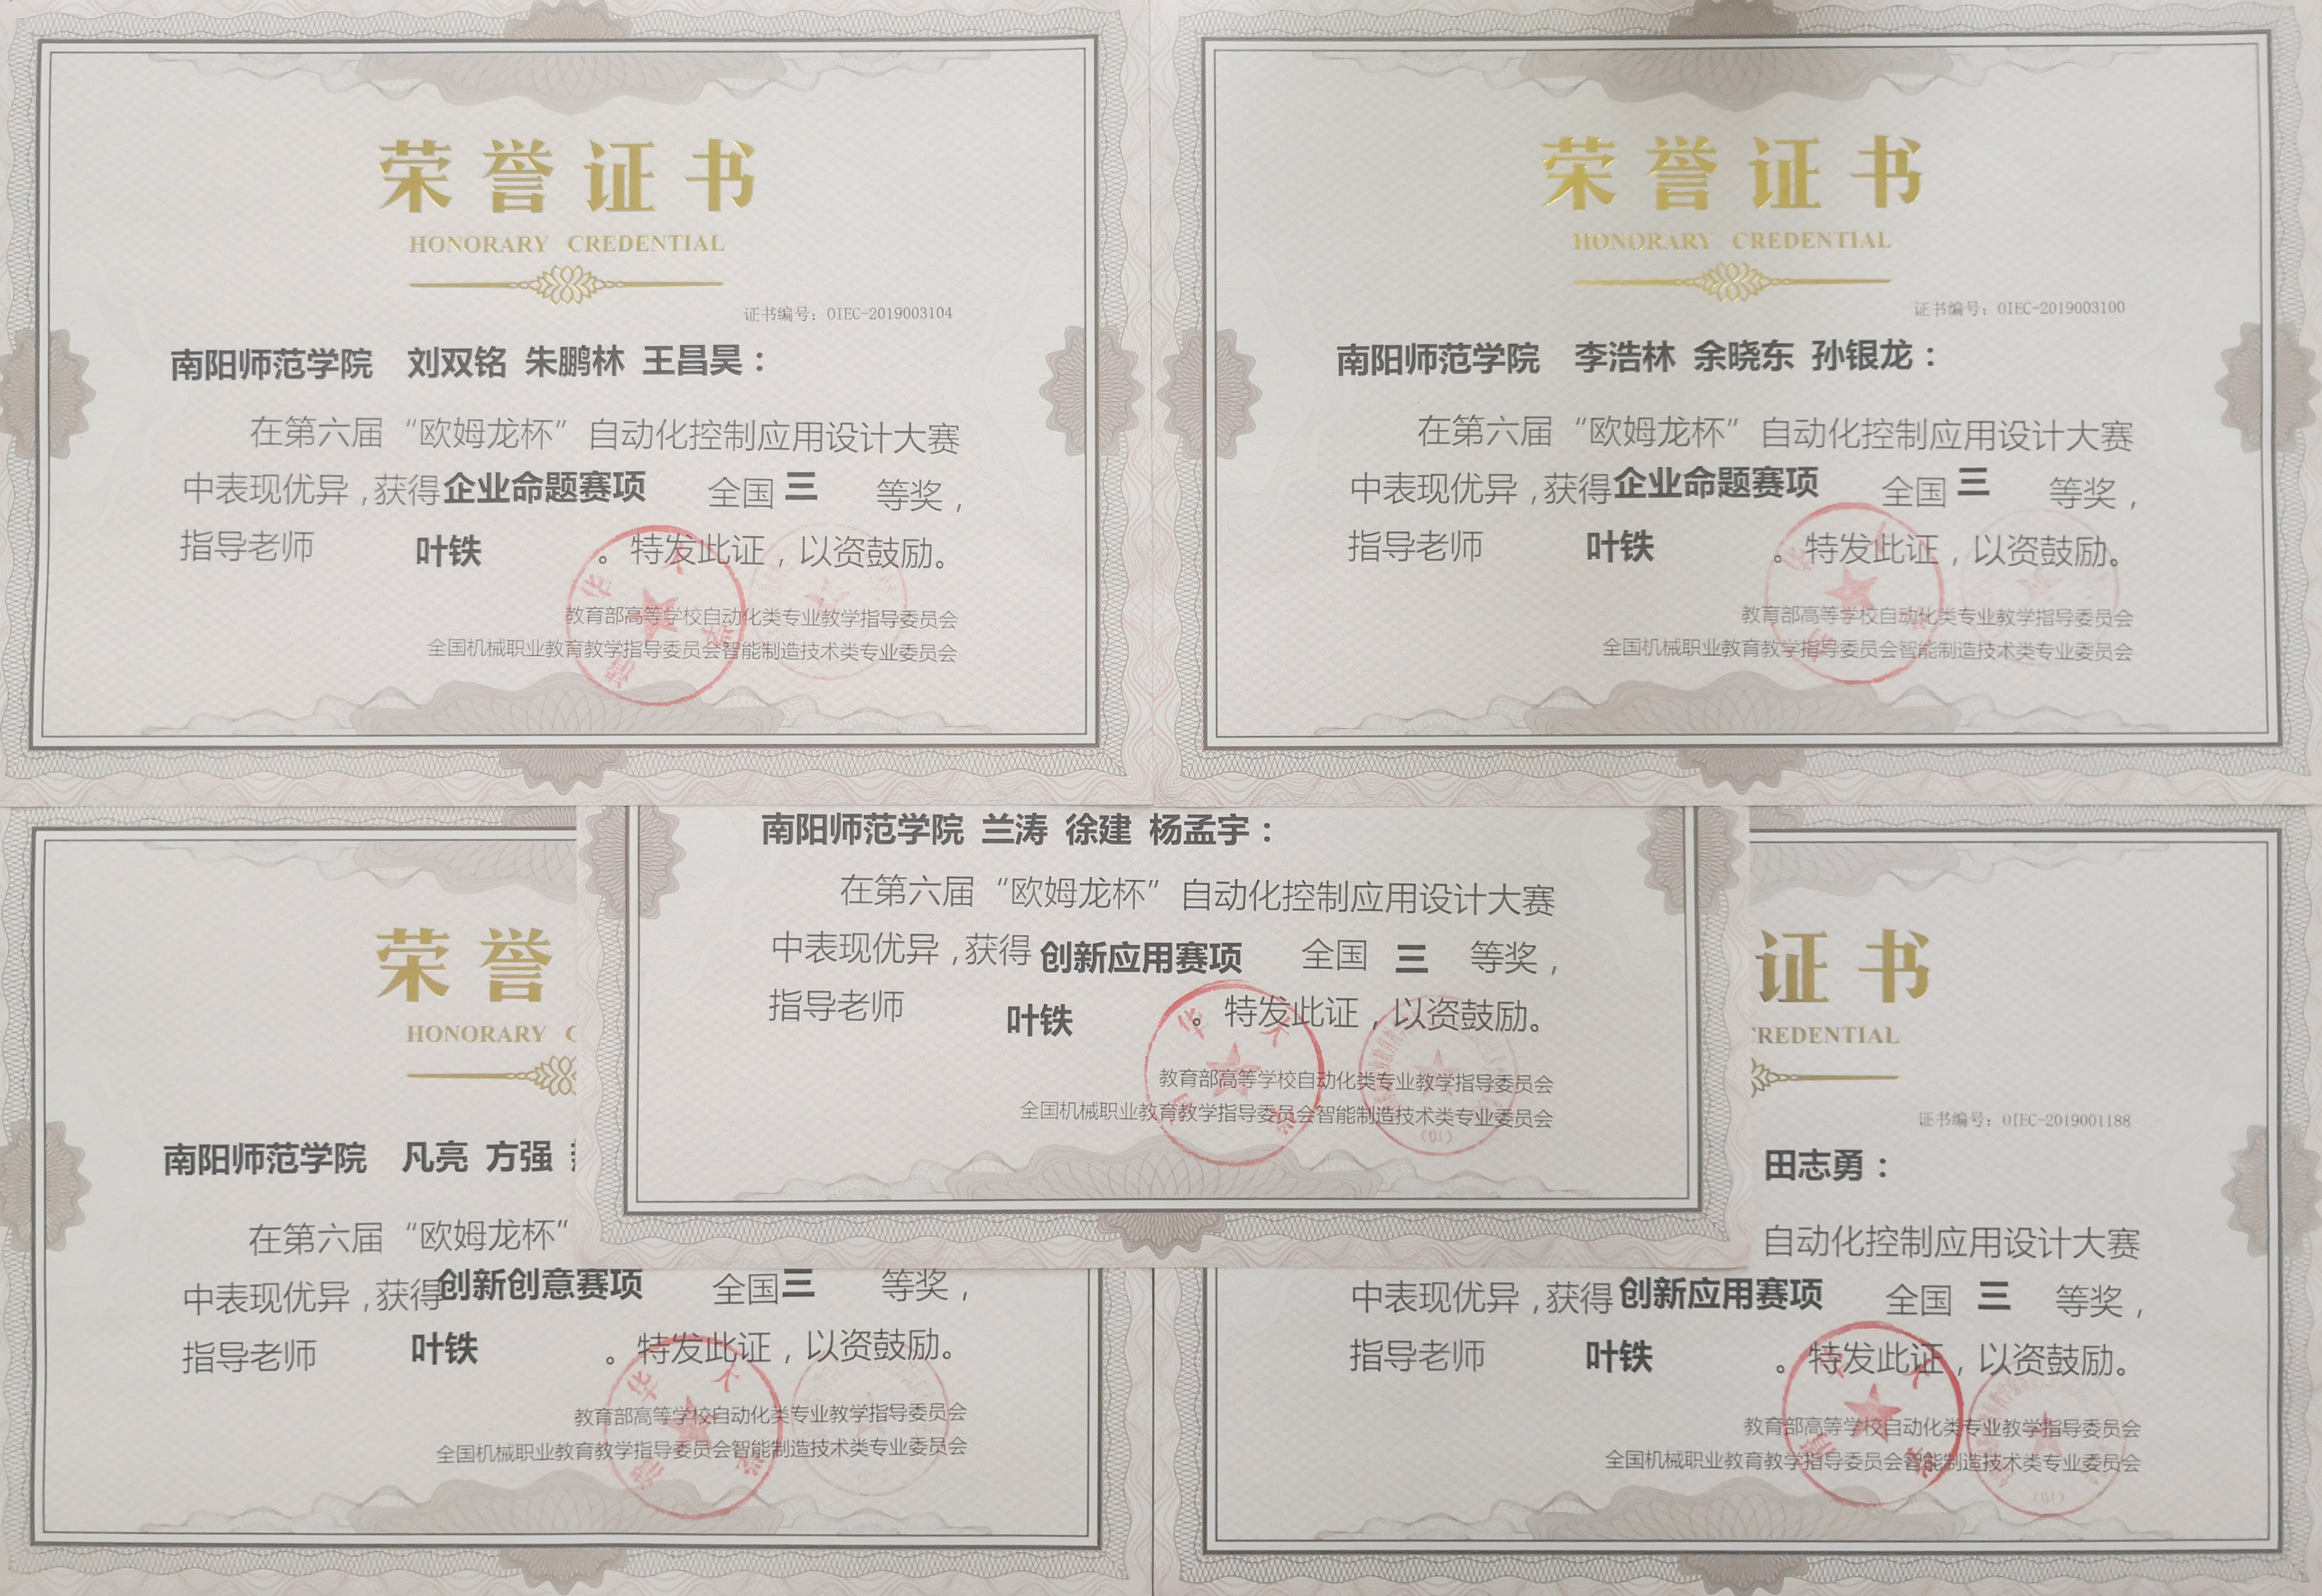 荣誉证书
HONORARY CREDENTIAL
证书编号：OIEC-2019003104
南阳师范学院 刘双铭 朱鹏林 王昌昊：
在第六届“欧姆龙杯”自动化控制应用设计大赛
中表现优异，获得企业命题赛项 全国 三 等奖，
指导老师 叶铁 。特发此证，以资鼓励。
教育部高等学校自动化类专业教学指导委员会
全国机械职业教育教学指导委员会智能制造技术类专业委员会
荣誉证书
HONORARY CREDENTIAL
证书编号：OIEC-2019003100
南阳师范学院 李浩林 余晓东 孙银龙：
在第六届“欧姆龙杯”自动化控制应用设计大赛
中表现优异，获得企业命题赛项 全国 三 等奖，
指导老师 叶铁 。特发此证，以资鼓励。
教育部高等学校自动化类专业教学指导委员会
全国机械职业教育教学指导委员会智能制造技术类专业委员会
南阳师范学院 兰涛 徐建 杨孟宇：
在第六届“欧姆龙杯”自动化控制应用设计大赛
中表现优异，获得 创新应用赛项 全国 三 等奖，
指导老师 叶铁 。特发此证，以资鼓励。
教育部高等学校自动化类专业教学指导委员会
全国机械职业教育教学指导委员会智能制造技术类专业委员会
荣誉
HONORARY
南阳师范学院 凡亮 方强
在第六届“欧姆龙杯”
中表现优异，获得创新创意赛项 全国 三 等奖，
指导老师 叶铁 。特发此证，以资鼓励。
教育部高等学校自动化类专业教学指导委员会
全国机械职业教育教学指导委员会智能制造技术类专业委员会
证书
REDENTIAL
证书编号：OIEC-2019001188
田志勇：
自动化控制应用设计大赛
中表现优异，获得 创新应用赛项 全国 三 等奖，
指导老师 叶铁 。特发此证，以资鼓励。
教育部高等学校自动化类专业教学指导委员会
全国机械职业教育教学指导委员会智能制造技术类专业委员会